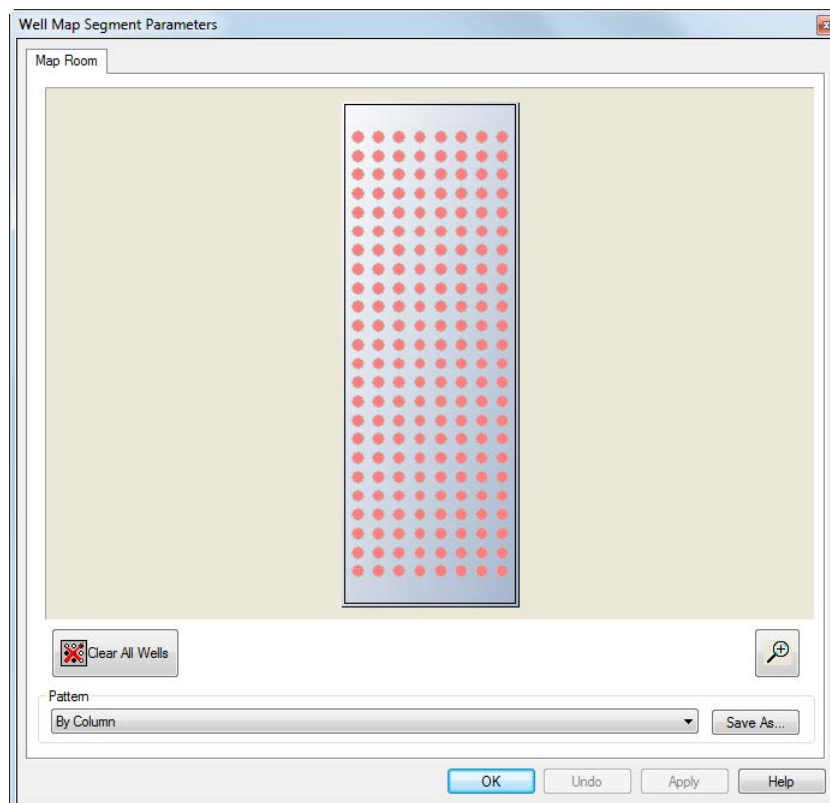 Well Map Segment Parameters
Map Room
Clear All Wells
Pattern
By Column
Save As...
OK
Undo
Apply
Help